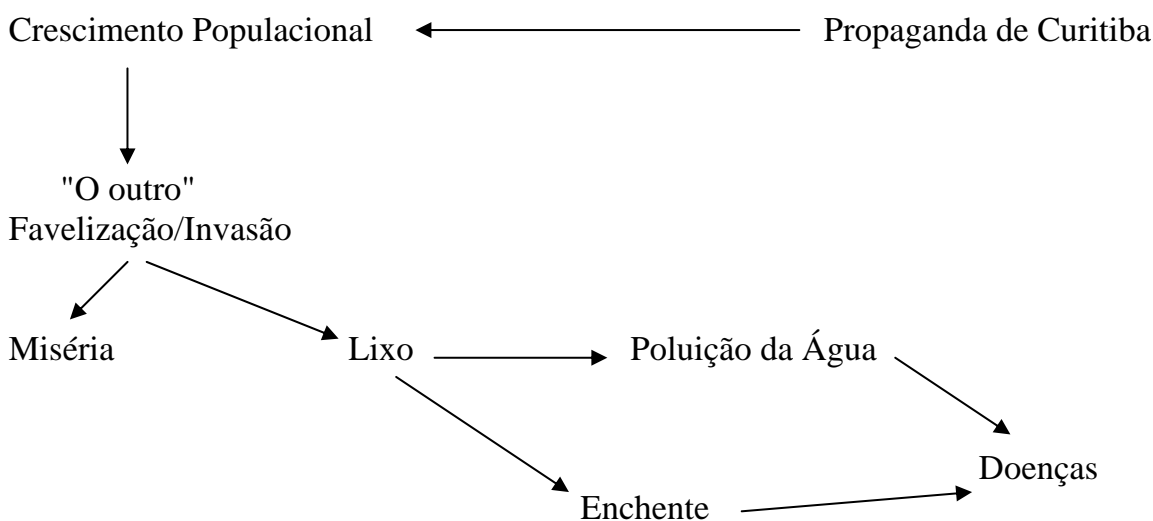 Crescimento Populacional
Propaganda de Curitiba
"O outro"
Favelização/Invasão
Miséria
Lixo
Poluição da Água
Doenças
Enchente